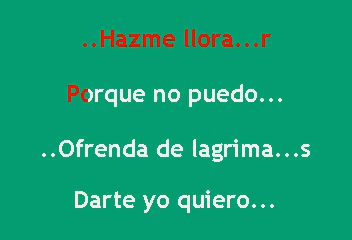 ..Hazme llora...r
Porque no puedo...
..Ofrenda de lagrima...s
Darte yo quiero...